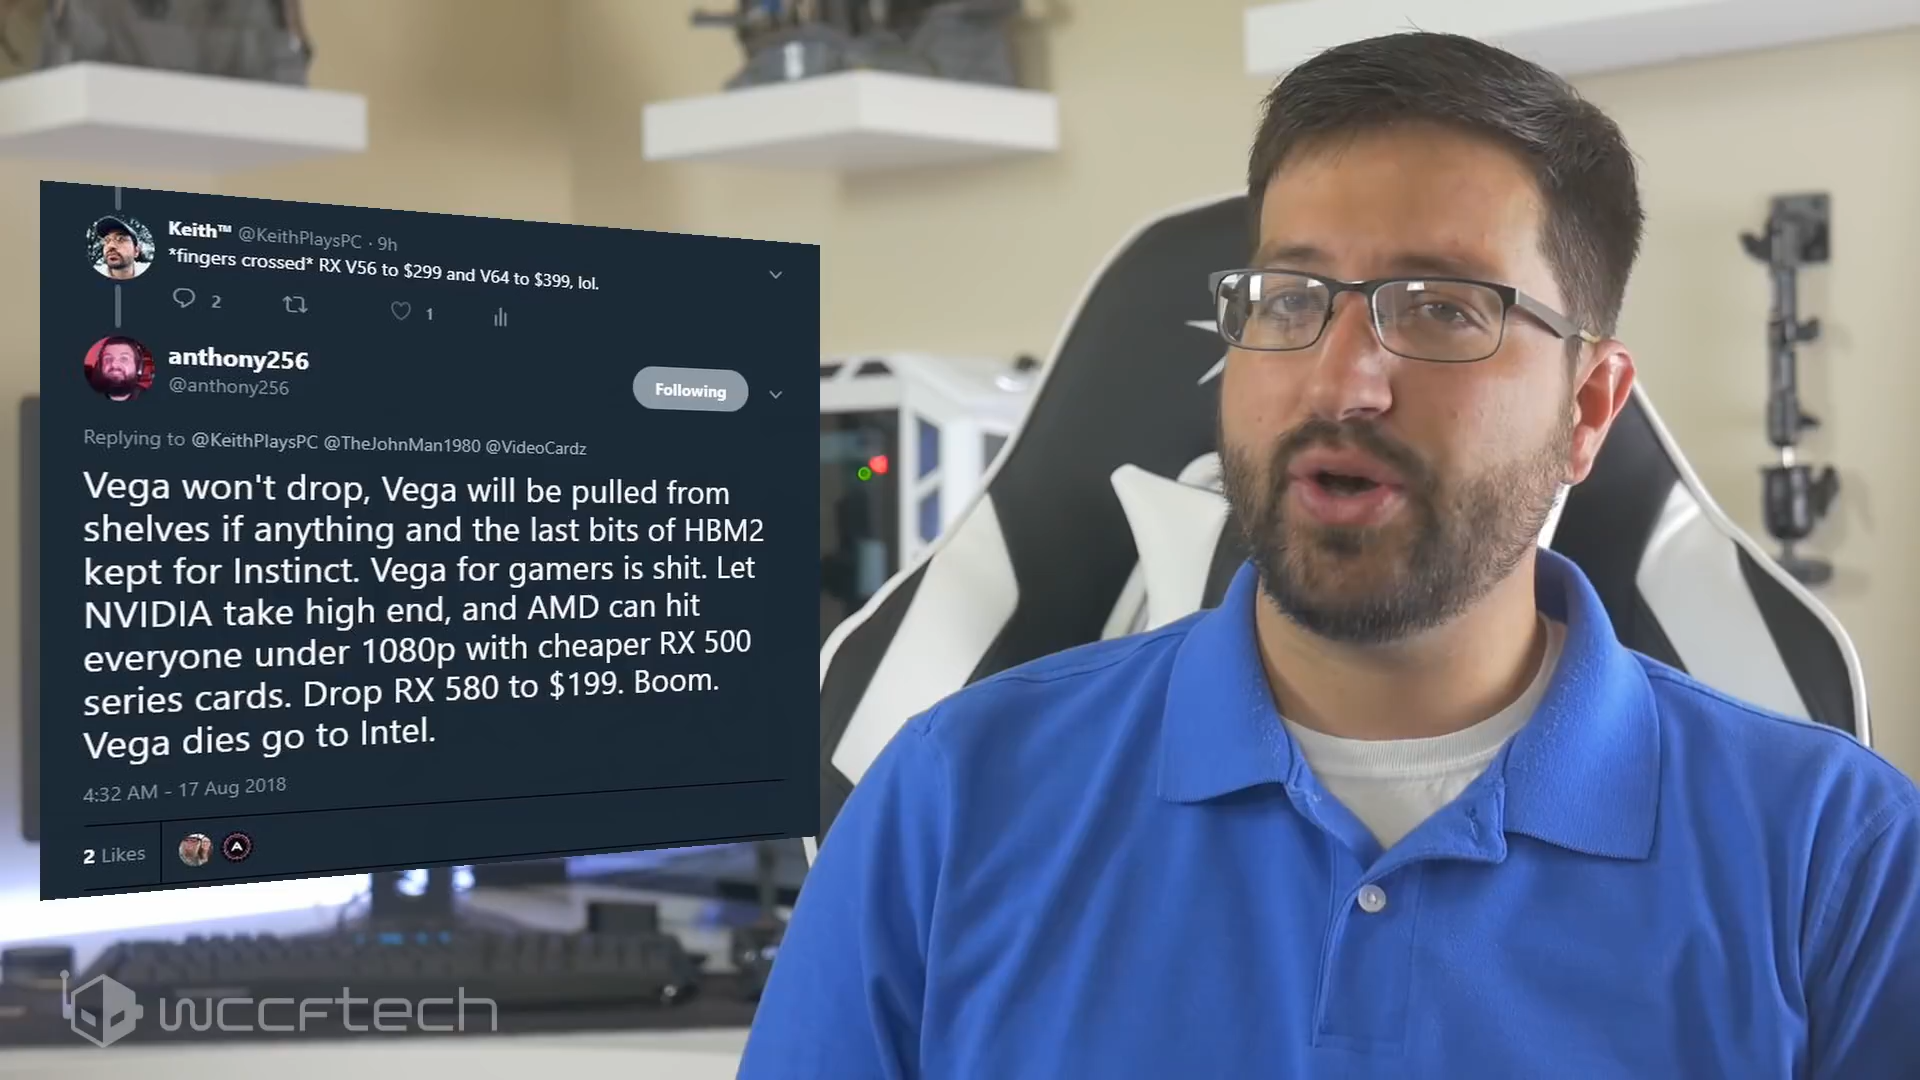 Keith™ @KeithPlaysPC · 9h
*fingers crossed* RX V56 to $299 and V64 to $399, lol.
2 1
anthony256
@anthony256
Following
Replying to @KeithPlaysPC @TheJohnMan1980 @VideoCardz
Vega won't drop, Vega will be pulled from
shelves if anything and the last bits of HBM2
kept for Instinct. Vega for gamers is shit. Let
NVIDIA take high end, and AMD can hit
everyone under 1080p with cheaper RX 500
series cards. Drop RX 580 to $199. Boom.
Vega dies go to Intel.
4:32 AM - 17 Aug 2018
2 Likes
A
wccftech